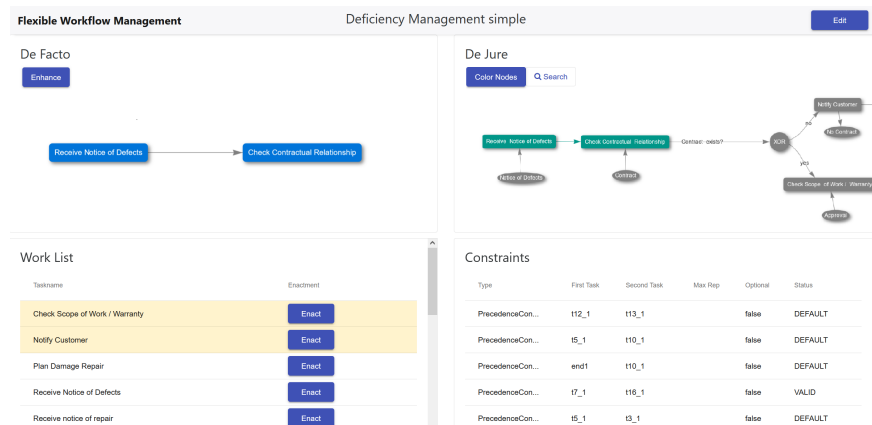 Flexible Workflow Management
Deficiency Management simple
Edit
De Facto
Enhance
Receive Notice of Defects
Check Contractual Relationship
De Jure
Color Nodes
Search
Receive Notice of Defects
Check Contractual Relationship
Contract exists?
XOR
no
yes
Notify Customer
No Contract
Check Scope of Work / Warranty
Notice of Defects
Contract
Approval
Work List
Taskname Enactment
Check Scope of Work / Warranty Enact
Notify Customer Enact
Plan Damage Repair Enact
Receive Notice of Defects Enact
Receive notice of repair Enact
Constraints
Type First Task Second Task Max Rep Optional Status
PrecedenceCon... t12_1 t13_1 false DEFAULT
PrecedenceCon... t5_1 t10_1 false DEFAULT
PrecedenceCon... end1 t10_1 false DEFAULT
PrecedenceCon... t7_1 t16_1 false VALID
PrecedenceCon... t5_1 t3_1 false DEFAULT